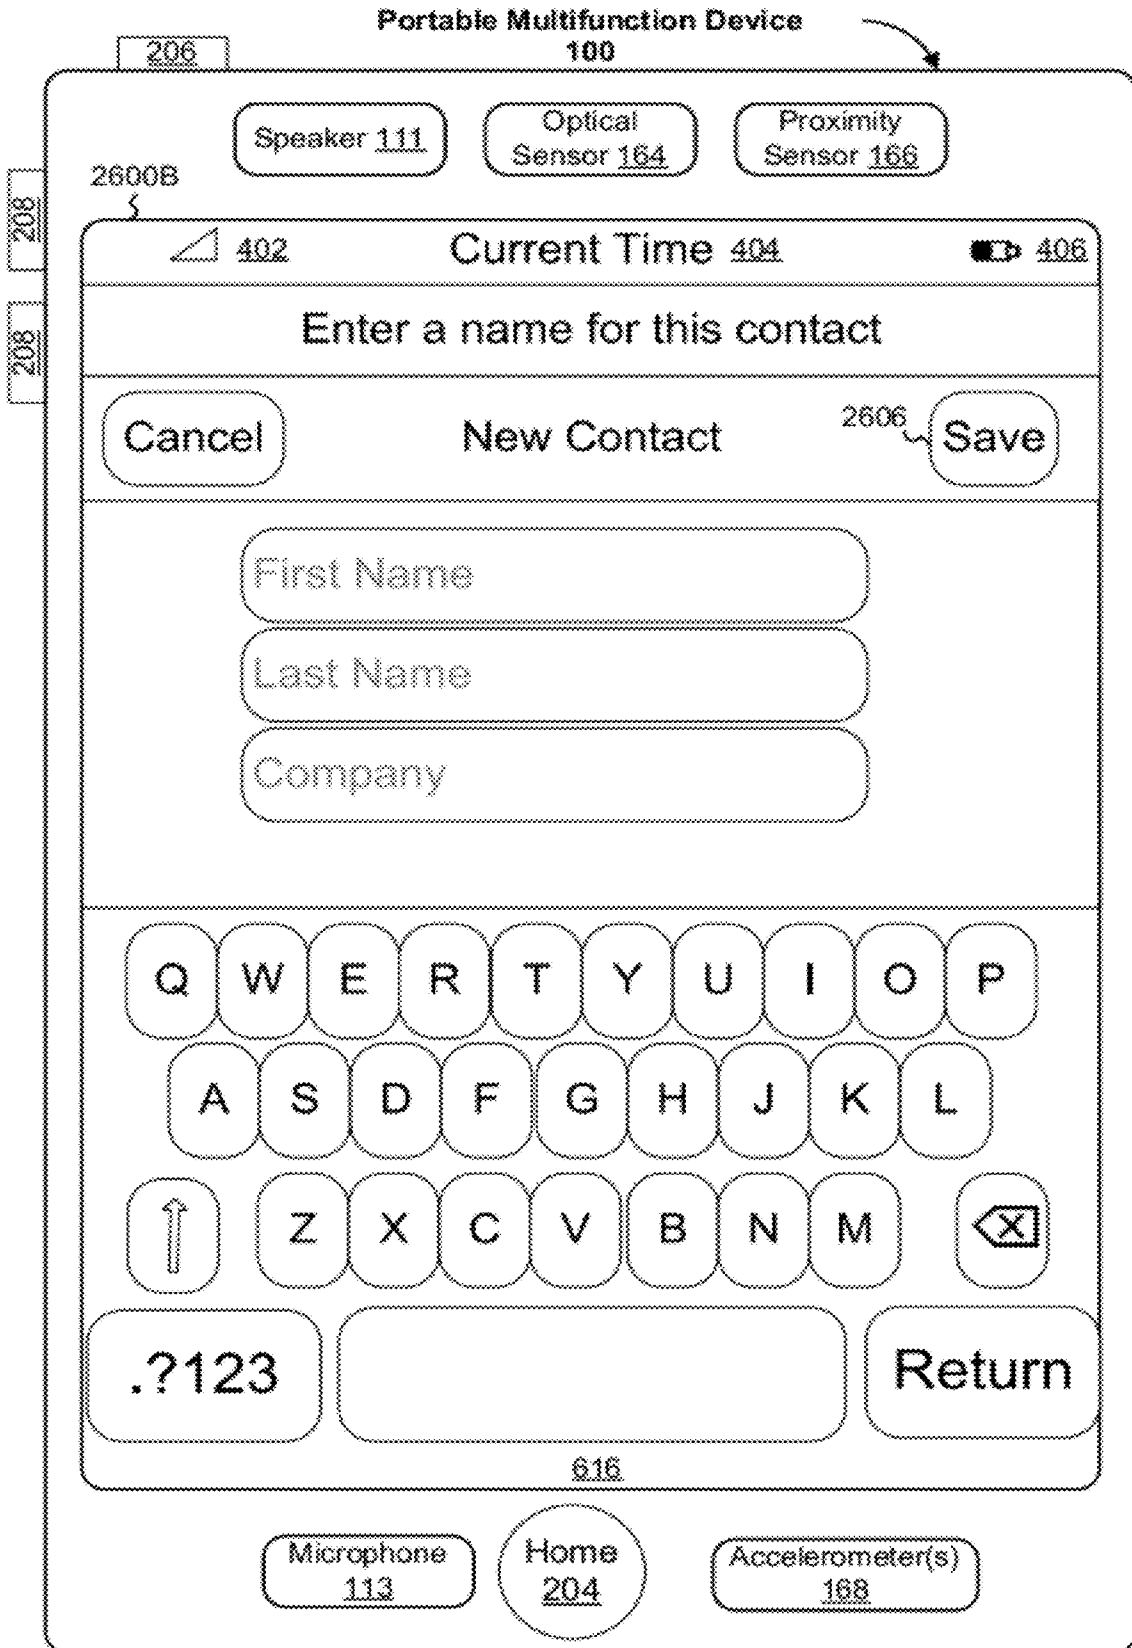 Portable Multifunction Device
100
206
Speaker 111
Optical
Sensor 164
Proximity
Sensor 166
2600B
208
208
402
Current Time 404
406
Enter a name for this contact
Cancel
New Contact
2606
Save
First Name
Last Name
Company
Q W E R T Y U I O P
A S D F G H J K L
Z X C V B N M
.?123
Return
616
Microphone
113
Home
204
Accelerometer(s)
168